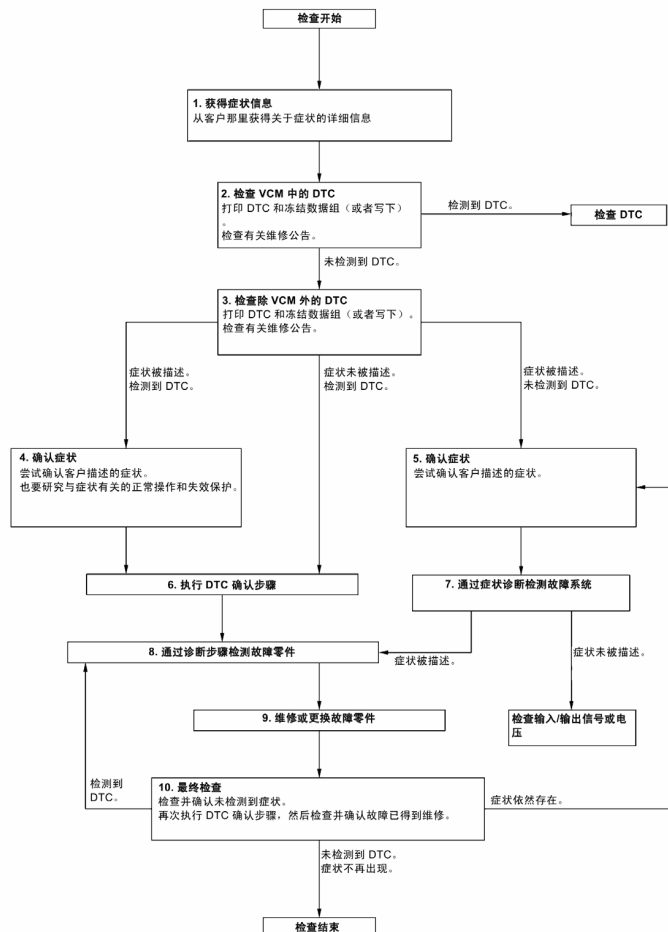 检查开始
1. 获得症状信息
从客户那里获得关于症状的详细信息
2. 检查 VCM 中的 DTC
打印 DTC 和冻结数据组（或者写下）
。
检查有关维修公告。
检测到 DTC。
检查 DTC
未检测到 DTC。
3. 检查除 VCM 外的 DTC
打印 DTC 和冻结数据组（或者写下）。
检查有关维修公告。
症状被描述。
检测到 DTC。
症状未被描述。
检测到 DTC。
症状被描述。
未检测到 DTC。
4. 确认症状
尝试确认客户描述的症状。
也要研究与症状有关的正常操作和失效保护。
5. 确认症状
尝试确认客户描述的症状。
6. 执行 DTC 确认步骤
7. 通过症状诊断检测故障系统
8. 通过诊断步骤检测故障零件
症状被描述。
症状未被描述。
9. 维修或更换故障零件
检查输入/输出信号或电
压
检测到
DTC。
10. 最终检查
检查并确认未检测到症状。
再次执行 DTC 确认步骤，然后检查并确认故障已得到维修。
症状依然存在。
未检测到 DTC。
症状不再出现。
检查结束